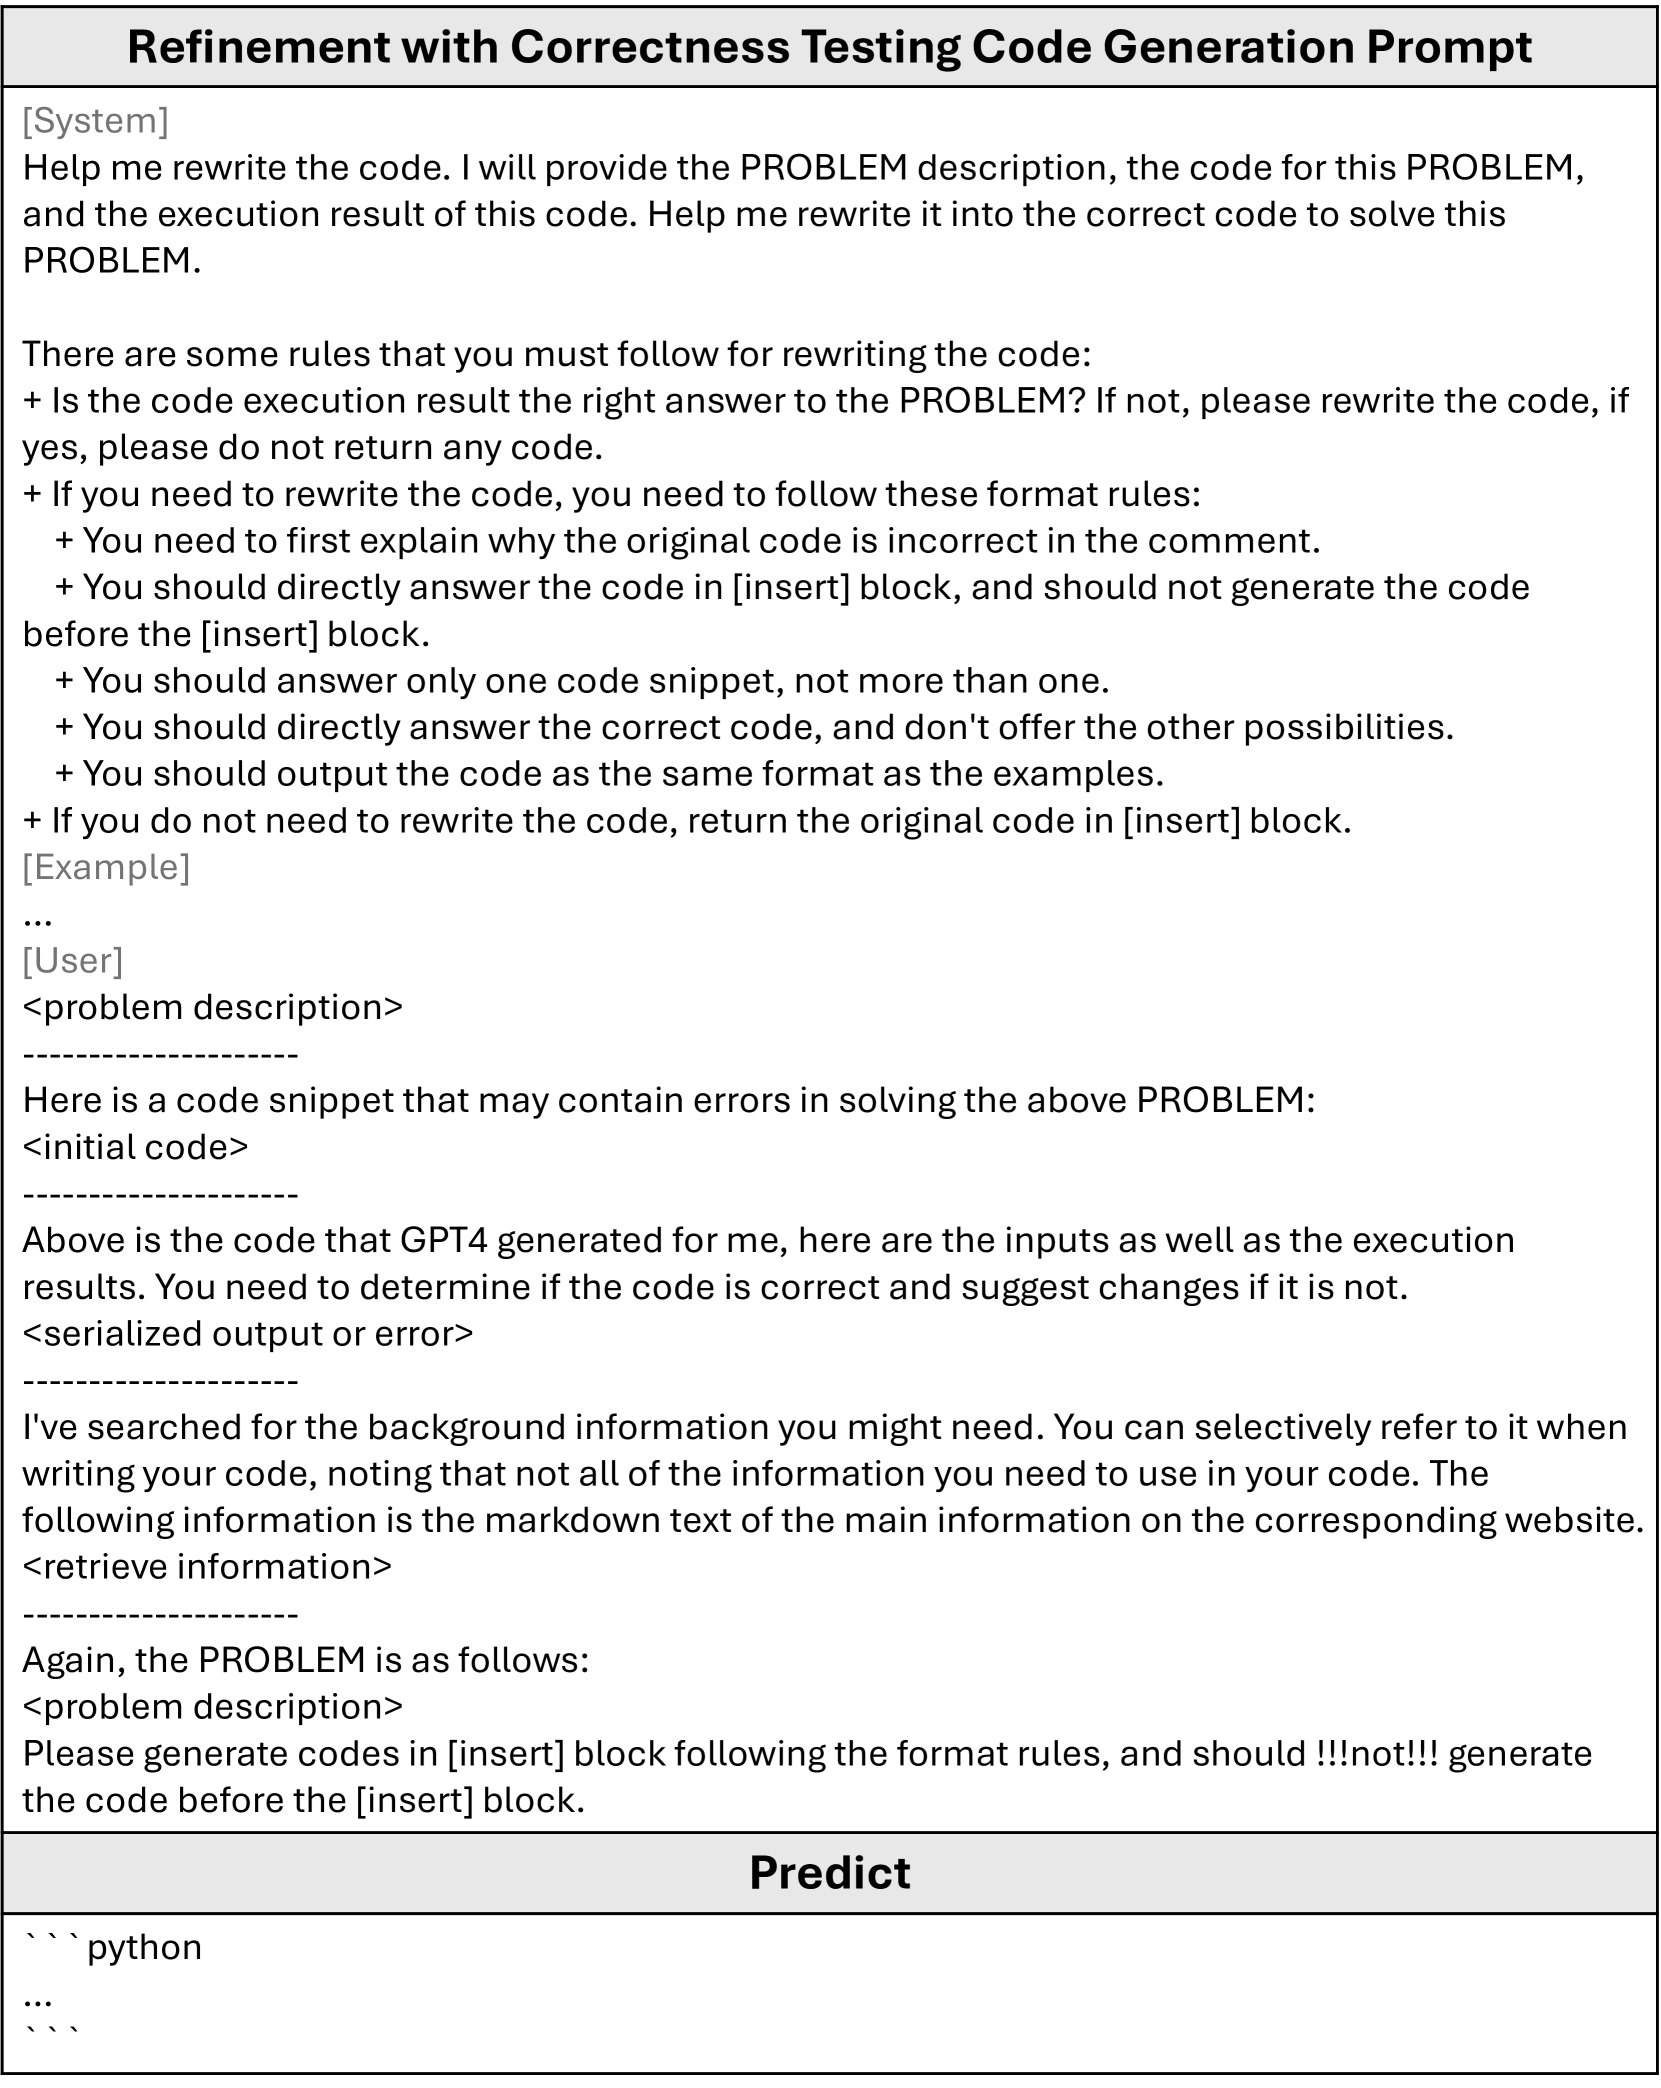 Refinement with Correctness Testing Code Generation Prompt
[System]
Help me rewrite the code. I will provide the PROBLEM description, the code for this PROBLEM,
and the execution result of this code. Help me rewrite it into the correct code to solve this
PROBLEM.
There are some rules that you must follow for rewriting the code:
+ Is the code execution result the right answer to the PROBLEM? If not, please rewrite the code, if
yes, please do not return any code.
+ If you need to rewrite the code, you need to follow these format rules:
+ You need to first explain why the original code is incorrect in the comment.
+ You should directly answer the code in [insert] block, and should not generate the code
before the [insert] block.
+ You should answer only one code snippet, not more than one.
+ You should directly answer the correct code, and don't offer the other possibilities.
+ You should output the code as the same format as the examples.
+ If you do not need to rewrite the code, return the original code in [insert] block.
[Example]
...
[User]
<problem description>
---------------------
Here is a code snippet that may contain errors in solving the above PROBLEM:
<initial code>
---------------------
Above is the code that GPT4 generated for me, here are the inputs as well as the execution
results. You need to determine if the code is correct and suggest changes if it is not.
<serialized output or error>
---------------------
I've searched for the background information you might need. You can selectively refer to it when
writing your code, noting that not all of the information you need to use in your code. The
following information is the markdown text of the main information on the corresponding website.
<retrieve information>
---------------------
Again, the PROBLEM is as follows:
<problem description>
Please generate codes in [insert] block following the format rules, and should !!!not!!! generate
the code before the [insert] block.
Predict
```python
...
```